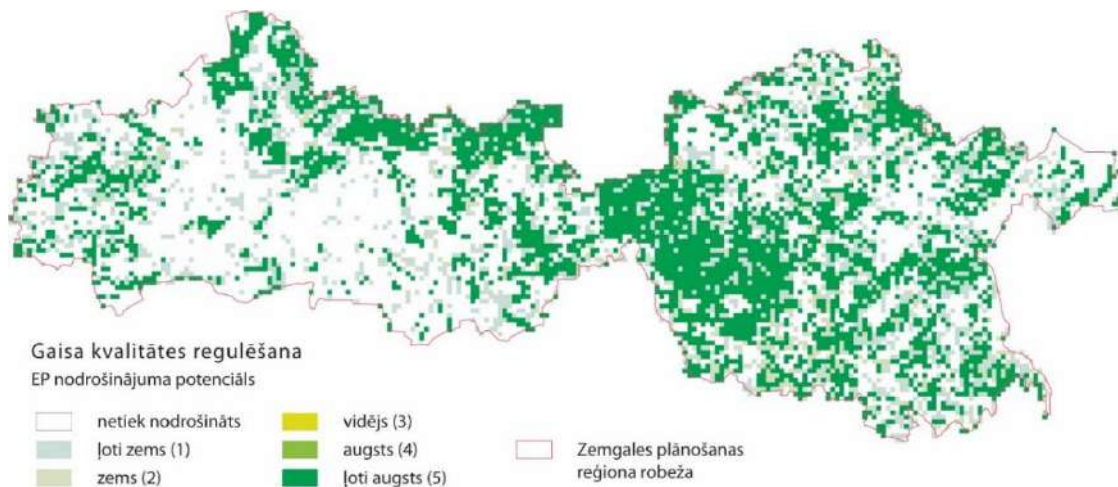 Gaisa kvalitātes regulēšana
EP nodrošinājuma potenciāls
netiek nodrošināts
ļoti zems (1)
zems (2)
vidējs (3)
augsts (4)
ļoti augsts (5)
Zemgales plānošanas
reģiona robeža